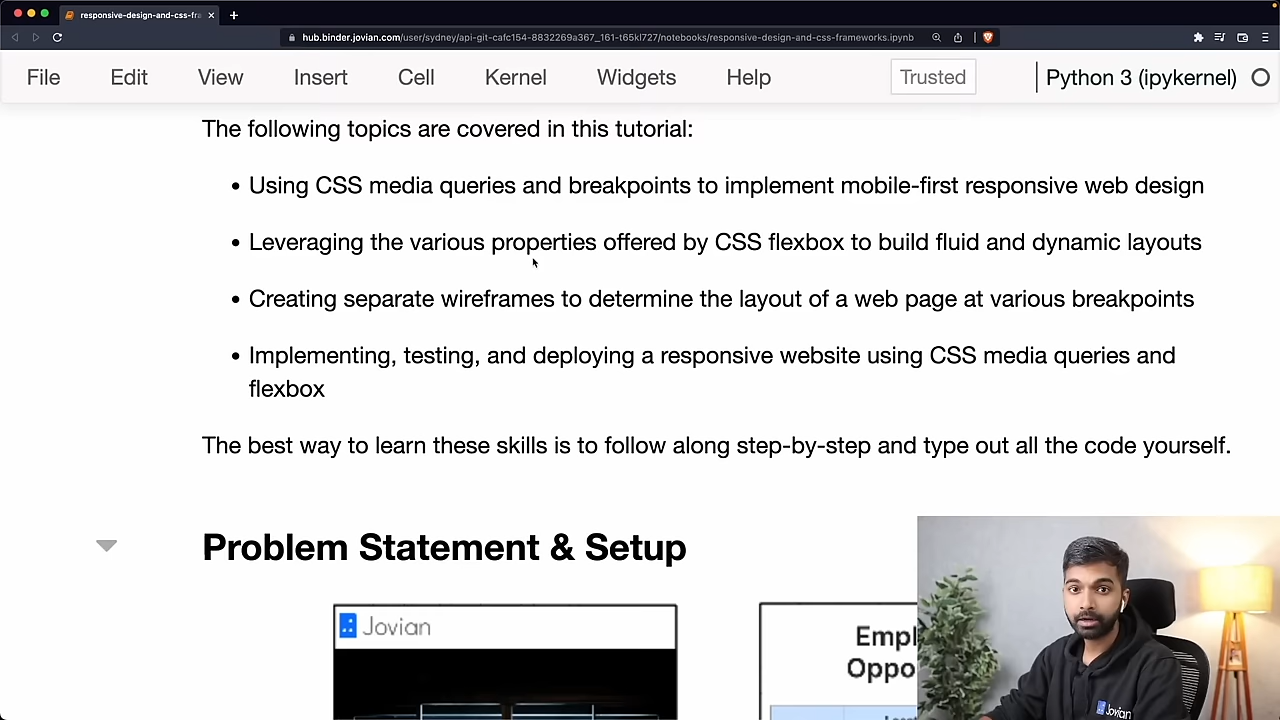 responsive-design-and-css-fra
hub.binder.jovian.com/user/sydney/api-git-cafc154-8832269a367_161-t65kl727/notebooks/responsive-design-and-css-frameworks.ipynb
File Edit View Insert Cell Kernel Widgets Help Trusted Python 3 (ipykernel)
The following topics are covered in this tutorial:
• Using CSS media queries and breakpoints to implement mobile-first responsive web design
• Leveraging the various properties offered by CSS flexbox to build fluid and dynamic layouts
• Creating separate wireframes to determine the layout of a web page at various breakpoints
• Implementing, testing, and deploying a responsive website using CSS media queries and
flexbox
The best way to learn these skills is to follow along step-by-step and type out all the code yourself.
Problem Statement & Setup
Jovian
Empl
Oppo
Jovian